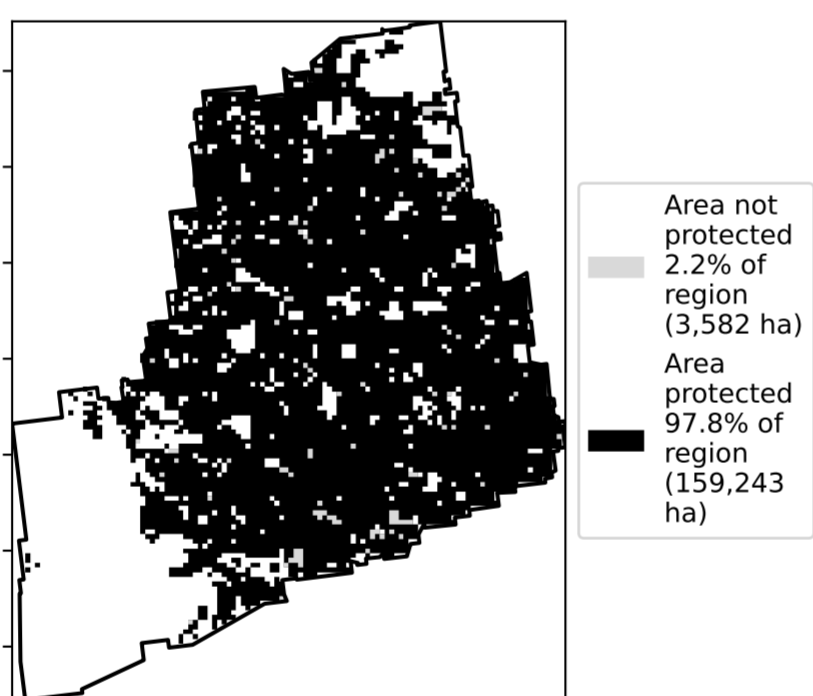 Area not
protected
2.2% of
region
(3,582 ha)
Area
protected
97.8% of
region
(159,243
ha)